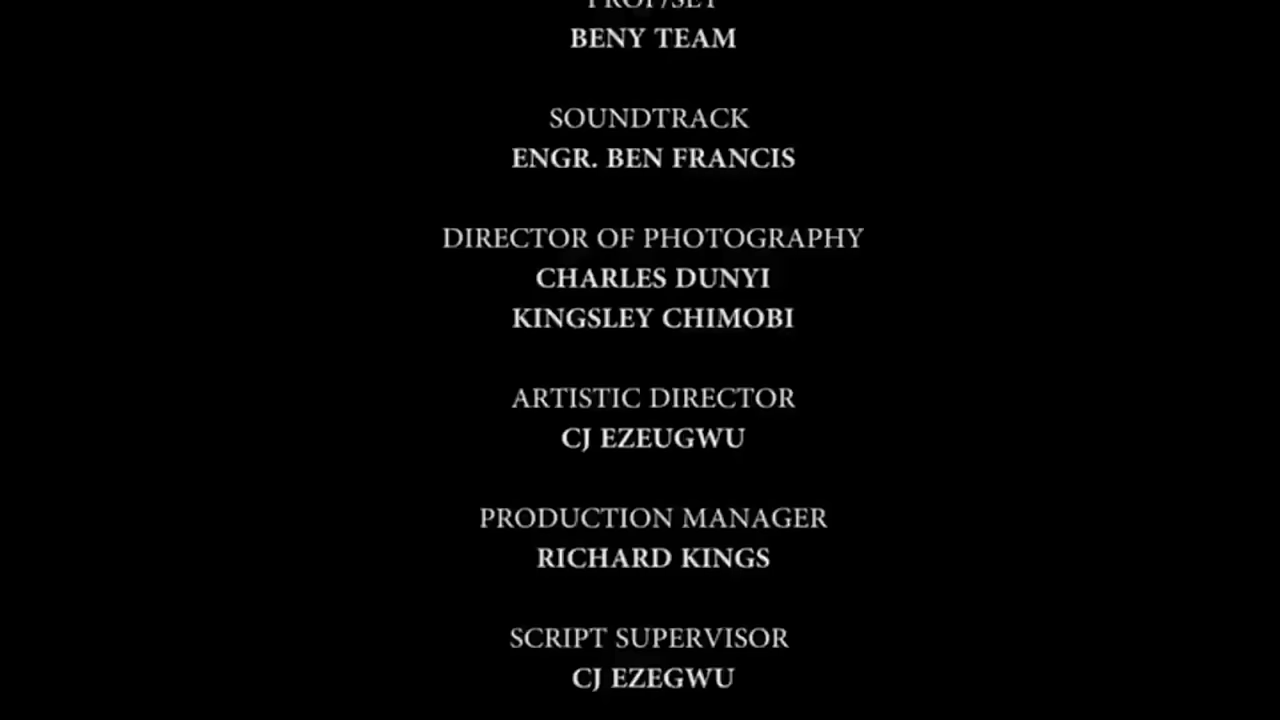 PROP/SET
BENY TEAM
SOUNDTRACK
ENGR. BEN FRANCIS
DIRECTOR OF PHOTOGRAPHY
CHARLES DUNYI
KINGSLEY CHIMOBI
ARTISTIC DIRECTOR
CJ EZEUGWU
PRODUCTION MANAGER
RICHARD KINGS
SCRIPT SUPERVISOR
CJ EZEGWU